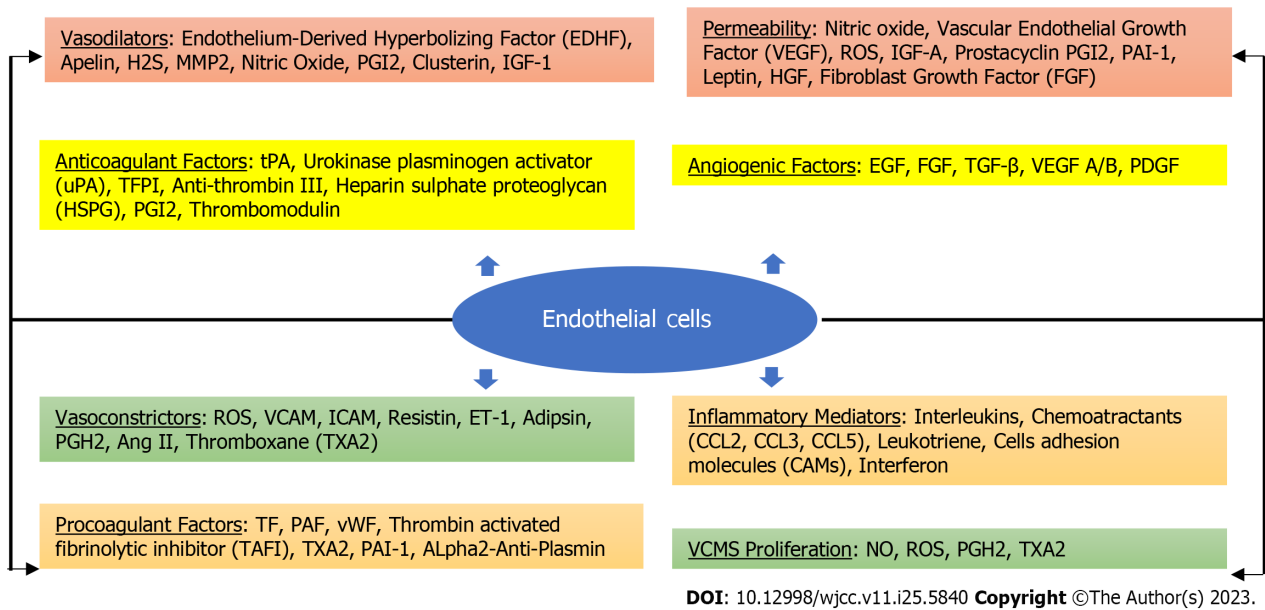 Vasodilators: Endothelium-Derived Hyperbolizing Factor (EDHF),
Apelin, H2S, MMP2, Nitric Oxide, PGI2, Clusterin, IGF-1
Permeability: Nitric oxide, Vascular Endothelial Growth
Factor (VEGF), ROS, IGF-A, Prostacyclin PGI2, PAI-1,
Leptin, HGF, Fibroblast Growth Factor (FGF)
Anticoagulant Factors: tPA, Urokinase plasminogen activator
(uPA), TFPI, Anti-thrombin III, Heparin sulphate proteoglycan
(HSPG), PGI2, Thrombomodulin
Angiogenic Factors: EGF, FGF, TGF-β, VEGF A/B, PDGF
Endothelial cells
Vasoconstrictors: ROS, VCAM, ICAM, Resistin, ET-1, Adipsin,
PGH2, Ang II, Thromboxane (TXA2)
Inflammatory Mediators: Interleukins, Chemoatractants
(CCL2, CCL3, CCL5), Leukotriene, Cells adhesion
molecules (CAMs), Interferon
Procoagulant Factors: TF, PAF, vWF, Thrombin activated
fibrinolytic inhibitor (TAFI), TXA2, PAI-1, ALpha2-Anti-Plasmin
VCMS Proliferation: NO, ROS, PGH2, TXA2
DOI: 10.12998/wjcc.v11.i25.5840 Copyright ©The Author(s) 2023.